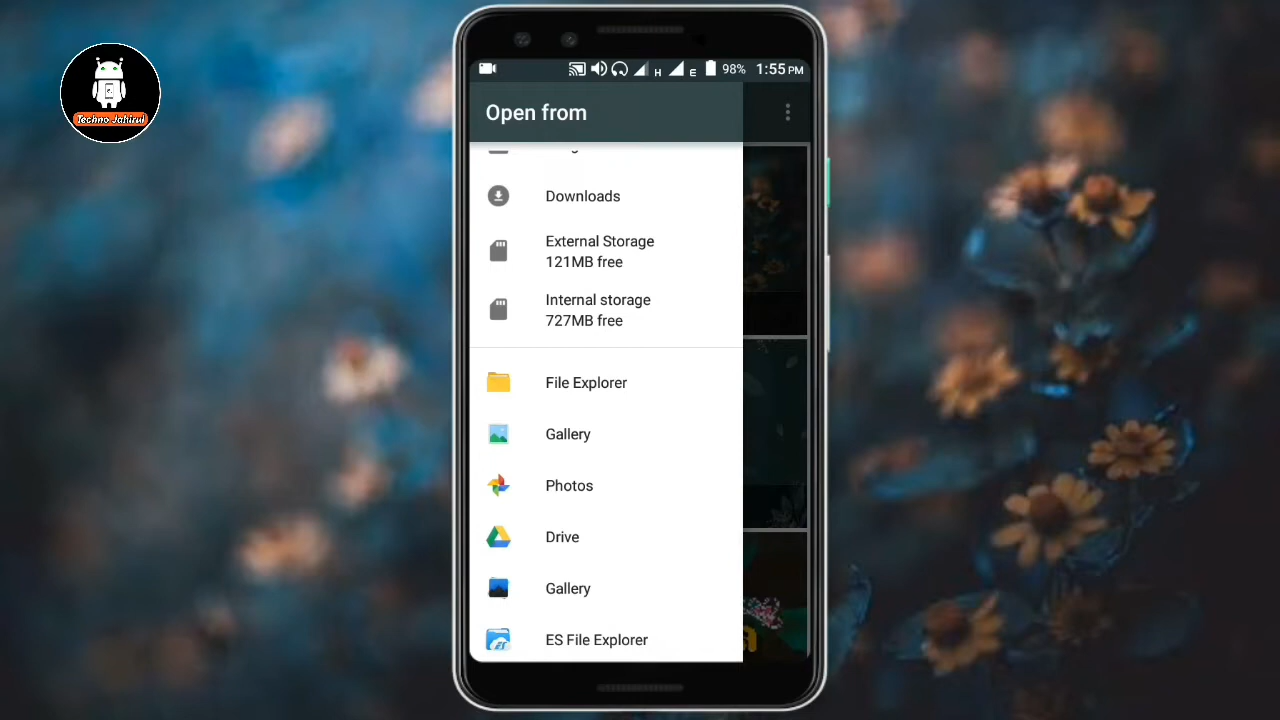 Techno Jahirul
H
E
98%
1:55 PM
Open from
Downloads
External Storage
121MB free
Internal storage
727MB free
File Explorer
Gallery
Photos
Drive
Gallery
ES File Explorer